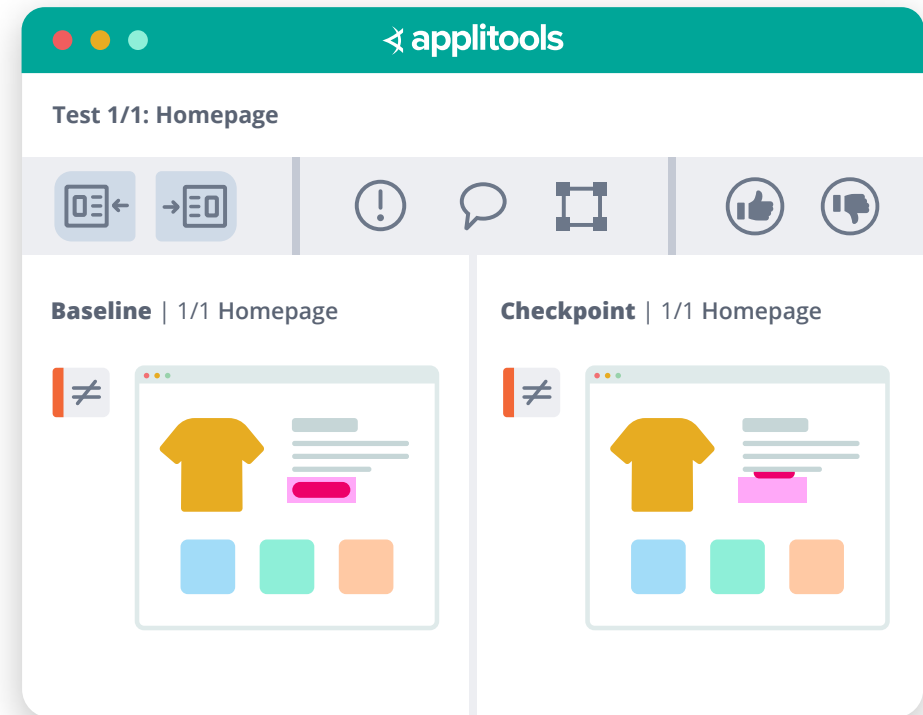 applitools
Test 1/1: Homepage
Baseline | 1/1 Homepage
Checkpoint | 1/1 Homepage